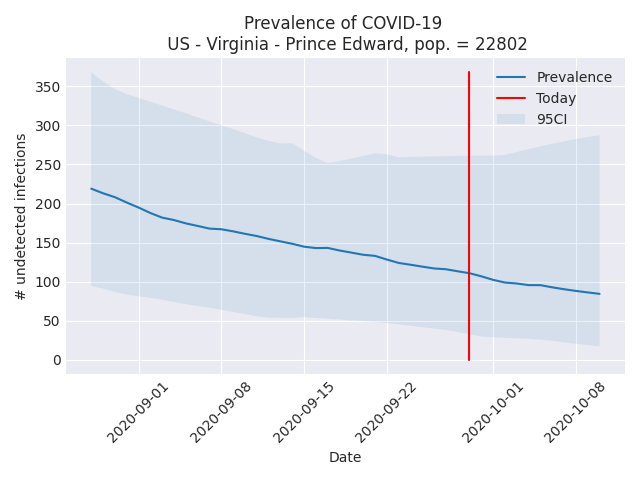 Prevalence of COVID-19
US - Virginia - Prince Edward, pop. = 22802
Prevalence
Today
95CI
# undetected infections
350
300
250
200
150
100
50
0
2020-09-01
2020-09-08
2020-09-15
2020-09-22
2020-10-01
2020-10-08
Date